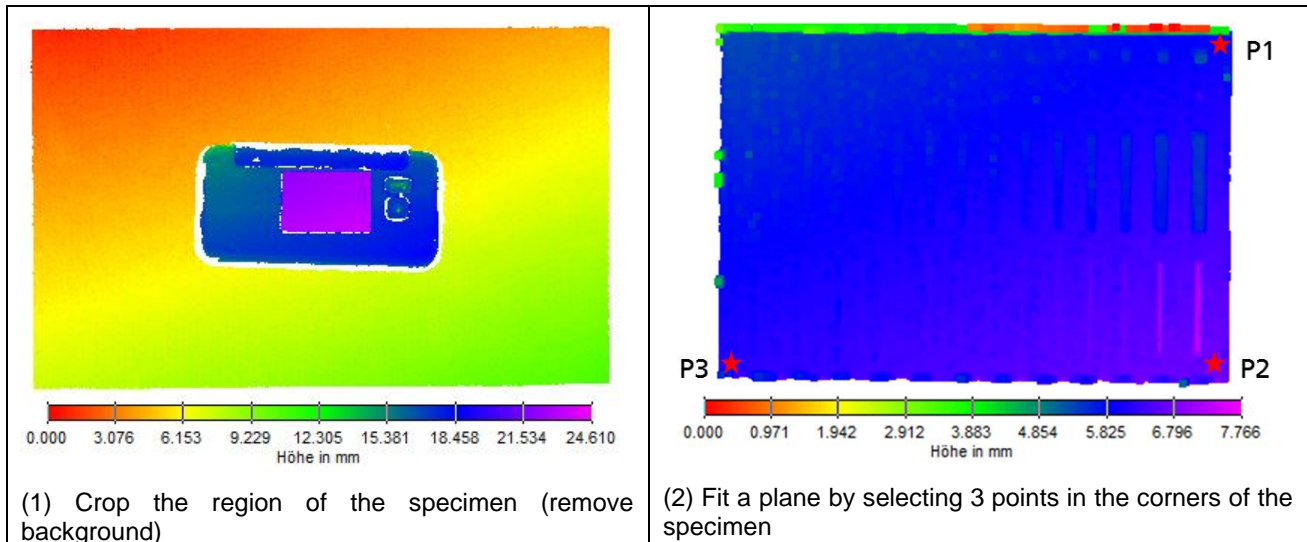 0.000 3.076 6.153 9.229 12.305 15.381 18.458 21.534 24.610
Höhe in mm
(1) Crop the region of the specimen (remove
background)
P1
P3
P2
0.000 0.971 1.942 2.912 3.883 4.854 5.825 6.796 7.766
Höhe in mm
(2) Fit a plane by selecting 3 points in the corners of the
specimen